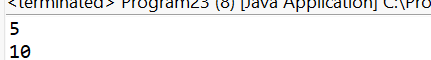 <terminated> Program23 (8) [Java Application] C:\Pro
5
10